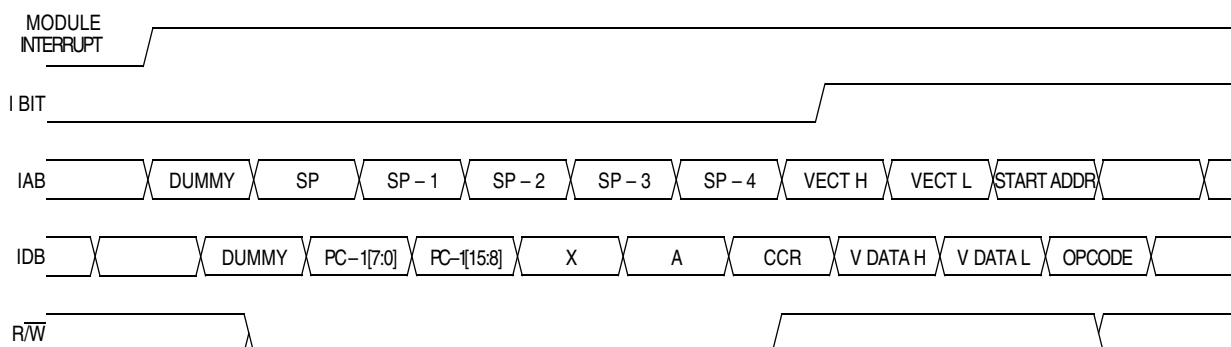 MODULE
INTERRUPT
I BIT
IAB DUMMY SP SP – 1 SP – 2 SP – 3 SP – 4 VECT H VECT L START ADDR
IDB DUMMY PC–1[7:0] PC–1[15:8] X A CCR V DATA H V DATA L OPCODE
R/W